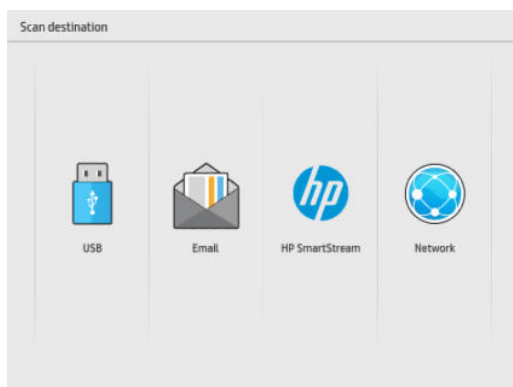 Scan destination
hp
USB
Email
HP SmartStream
Network